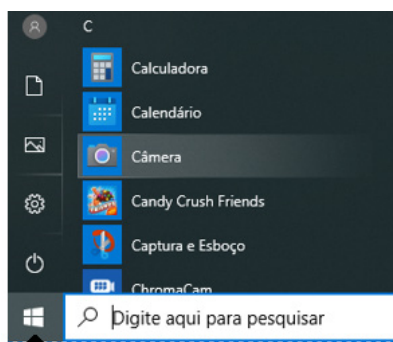 C
Calculadora
Calendário
Câmera
Candy Crush Friends
Captura e Esboço
ChromaCam
Digite aqui para pesquisar